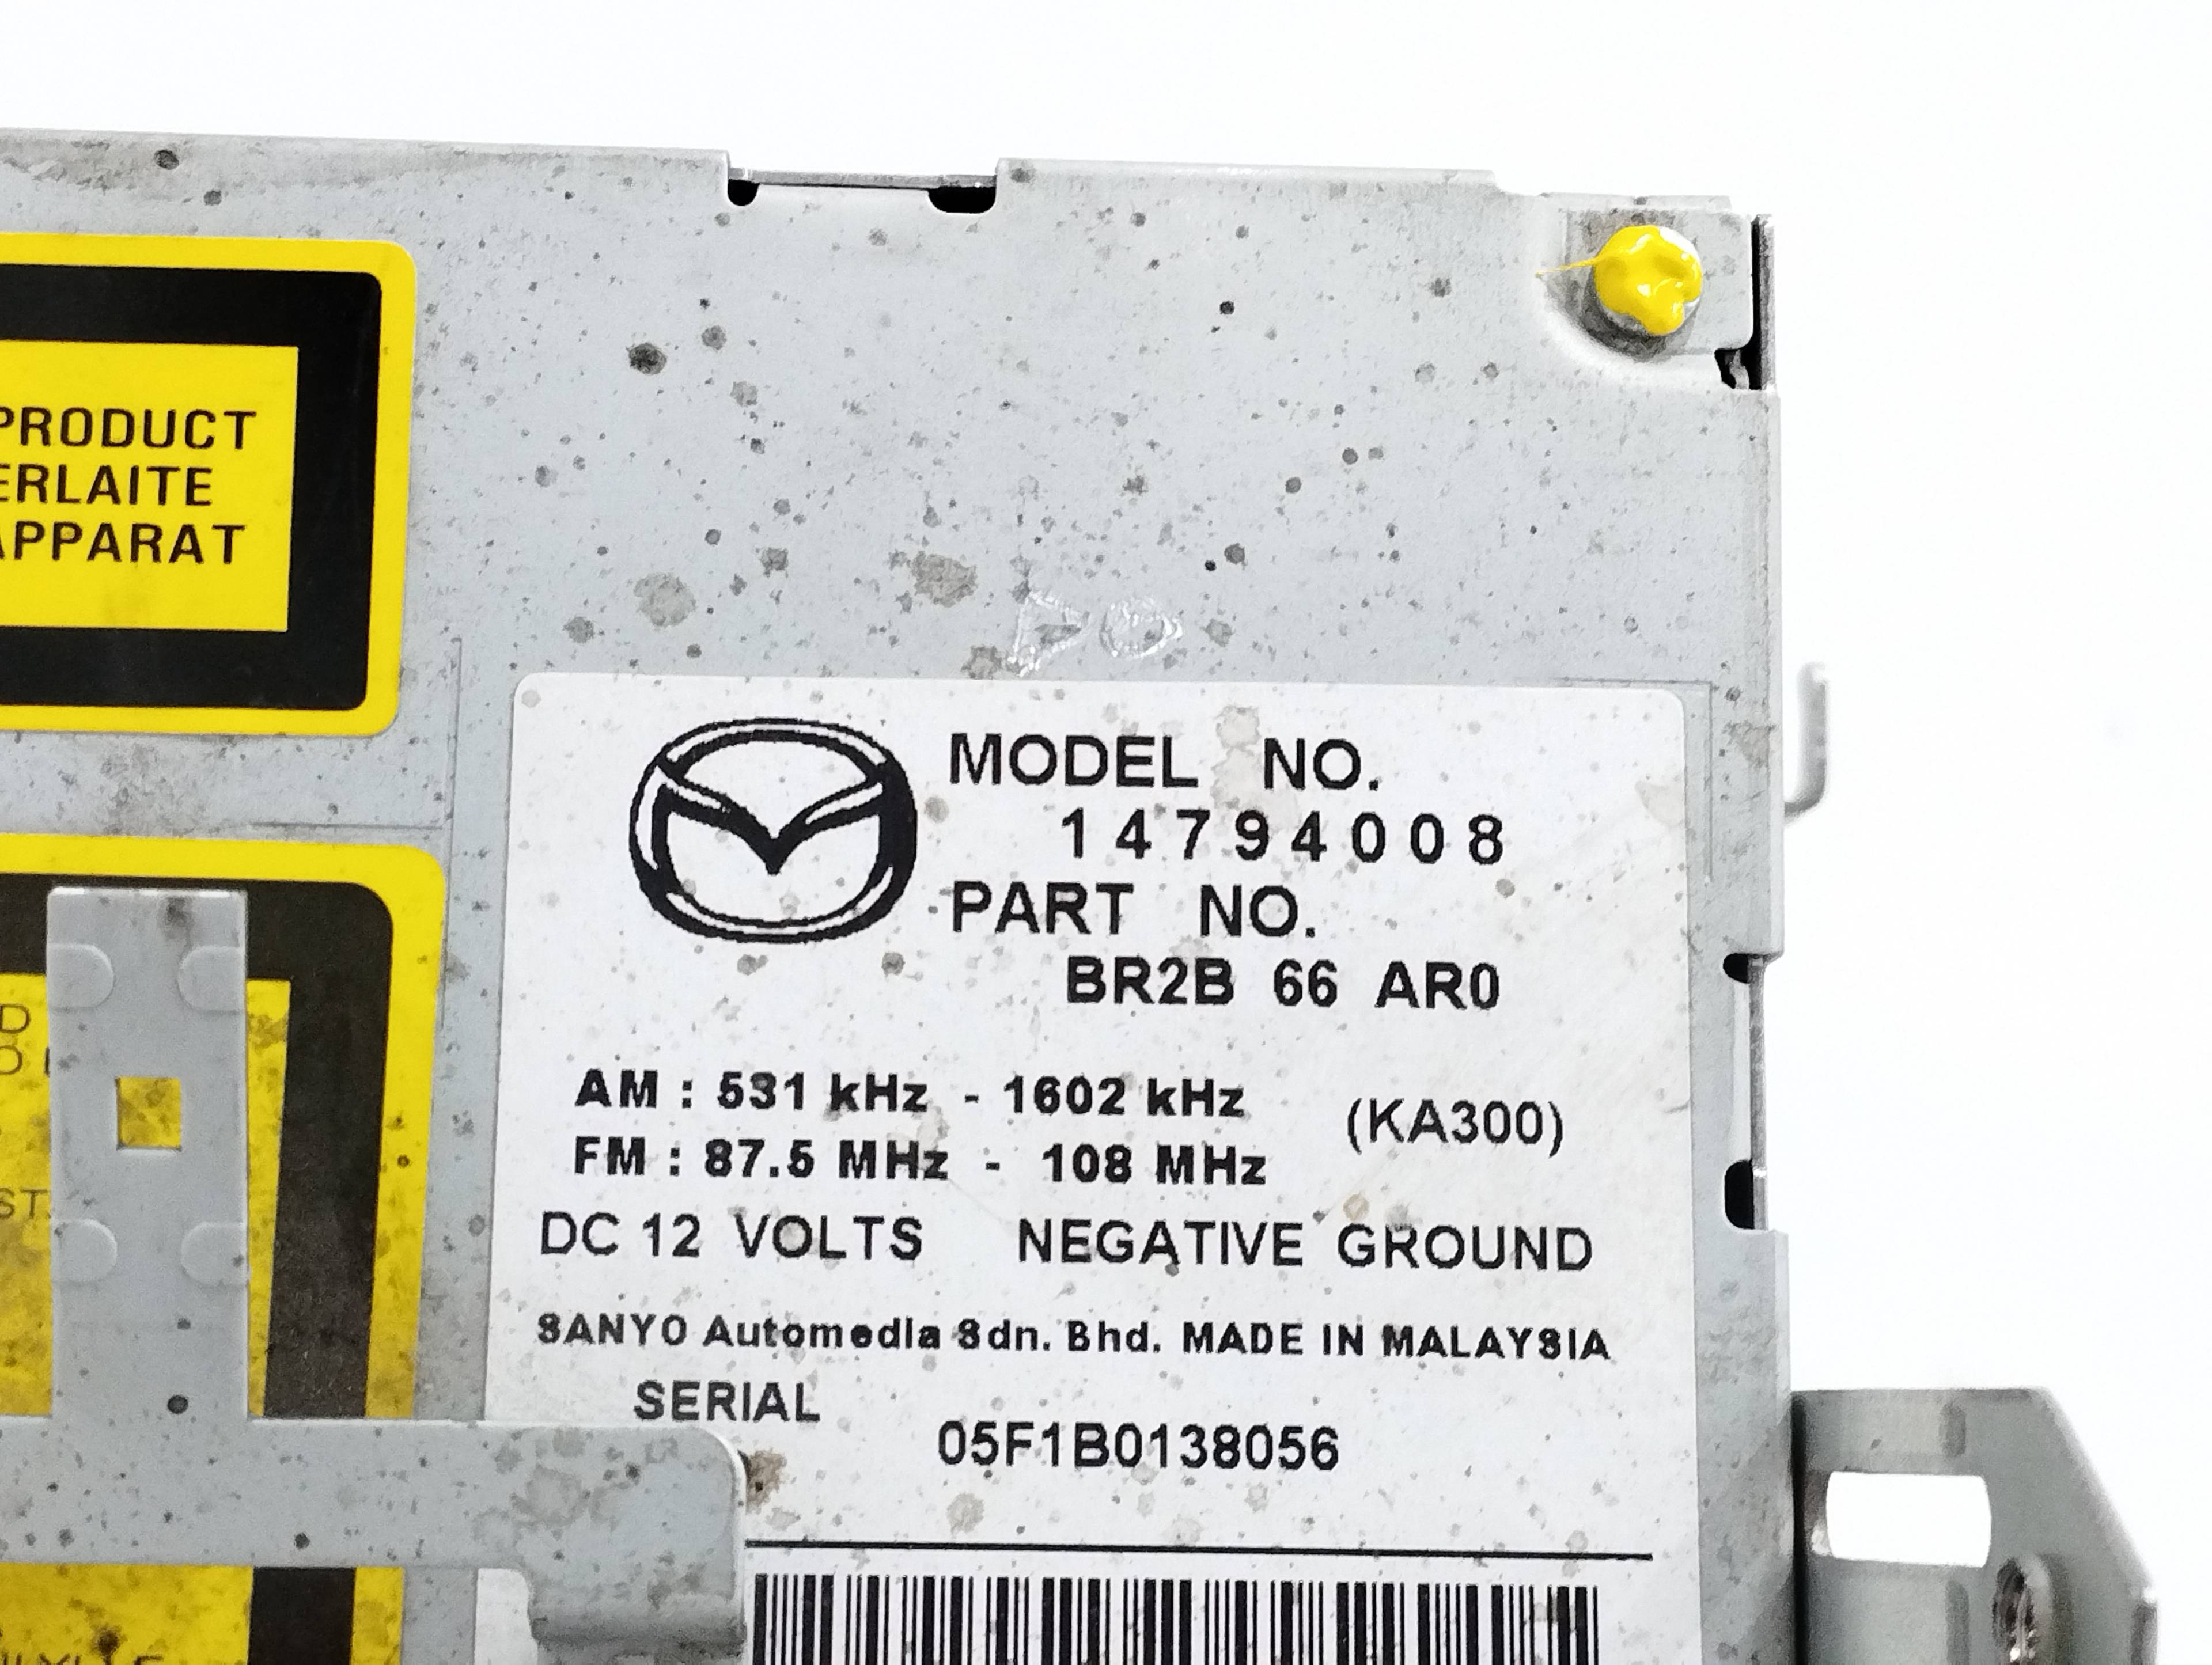 PRODUCT
ERLAITE
APPARAT
MODEL NO.
14794008
PART NO.
BR2B 66 AR0
AM : 531 kHz - 1602 kHz
(KA300)
FM : 87.5 MHz - 108 MHz
DC 12 VOLTS NEGATIVE GROUND
SANYO Automedia Sdn. Bhd. MADE IN MALAYSIA
SERIAL
05F1B0138056